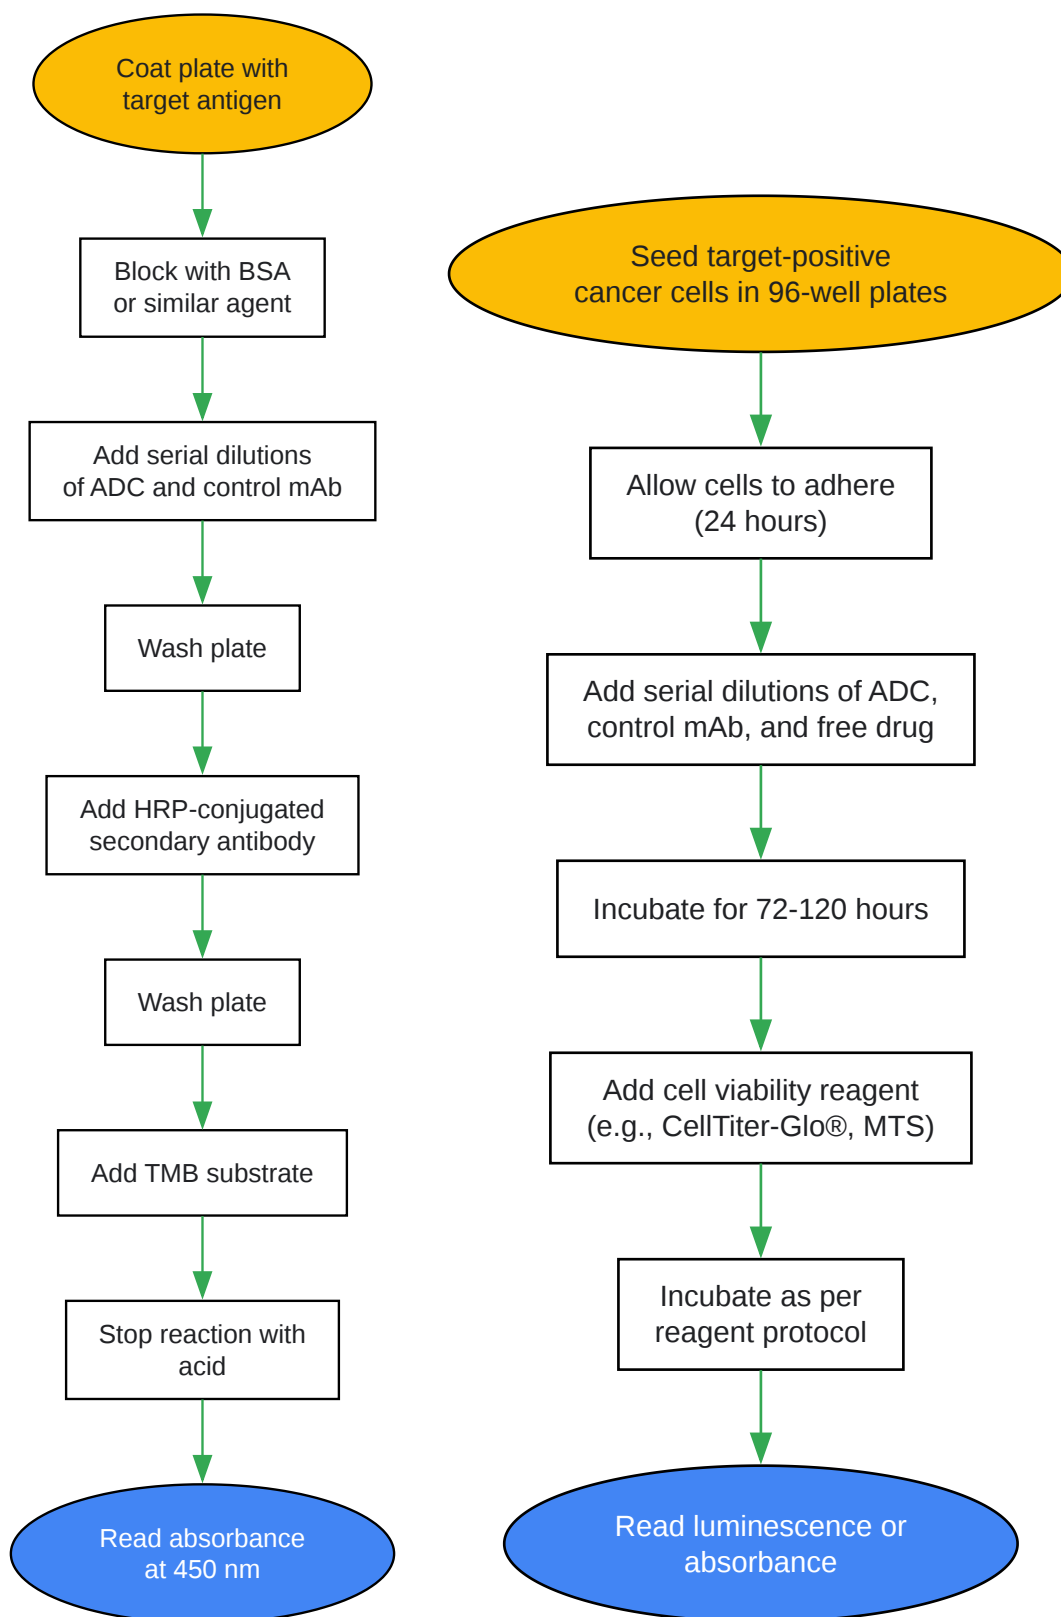 Coat plate with
target antigen
Block with BSA
or similar agent
Add serial dilutions
of ADC and control mAb
Wash plate
Add HRP-conjugated
secondary antibody
Wash plate
Add TMB substrate
Stop reaction with
acid
Read absorbance
at 450 nm
Seed target-positive
cancer cells in 96-well plates
Allow cells to adhere
(24 hours)
Add serial dilutions of ADC,
control mAb, and free drug
Incubate for 72-120 hours
Add cell viability reagent
(e.g., CellTiter-Glo®, MTS)
Incubate as per
reagent protocol
Read luminescence or
absorbance